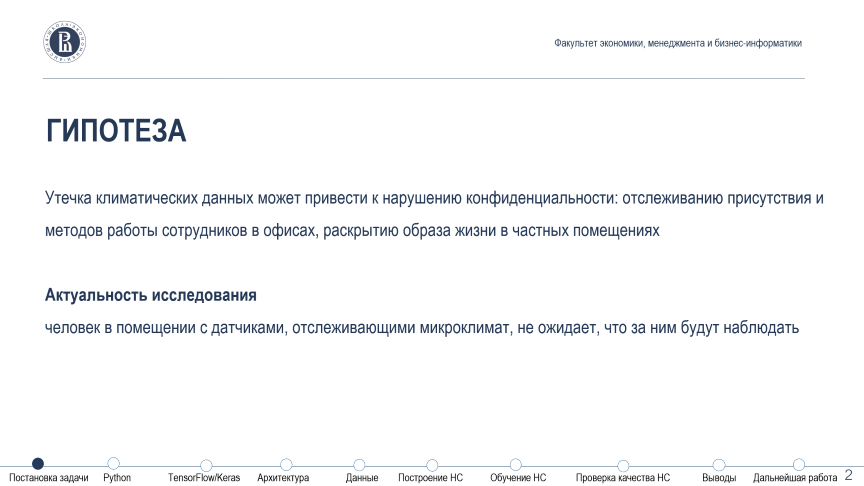 Факультет экономики, менеджмента и бизнес-информатики
ГИПОТЕЗА
Утечка климатических данных может привести к нарушению конфиденциальности: отслеживанию присутствия и
методов работы сотрудников в офисах, раскрытию образа жизни в частных помещениях
Актуальность исследования
человек в помещении с датчиками, отслеживающими микроклимат, не ожидает, что за ним будут наблюдать
Постановка задачи Python TensorFlow/Keras Архитектура Данные Построение НС Обучение НС Проверка качества НС Выводы Дальнейшая работа 2